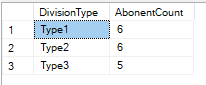 DivisionType AbonentCount
1 Type1 6
2 Type2 6
3 Type3 5